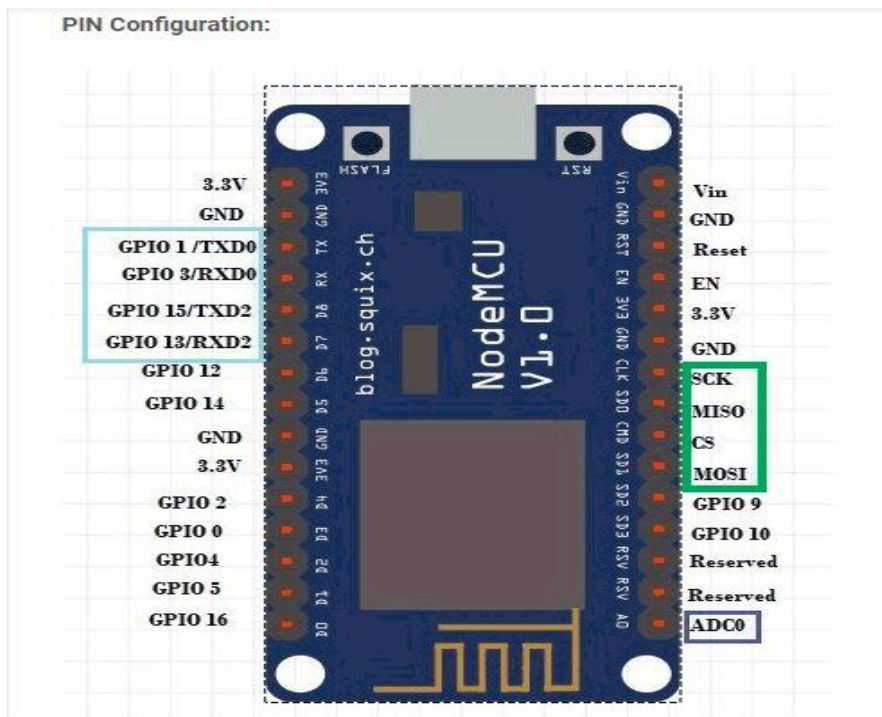 PIN Configuration:
FLASH
RST
3.3V
GND
GPIO 1 /TXD0
GPIO 3/RXD0
GPIO 15/TXD2
GPIO 13/RXD2
GPIO 12
GPIO 14
GND
3.3V
GPIO 2
GPIO 0
GPIO4
GPIO 5
GPIO 16
3V3
GND
TX
RX
D8
D7
D6
D5
GND
3V3
D4
D3
D2
D1
D0
blog.squix.ch
NodeMCU
V1.0
Vin
GND
RST
EN
3V3
GND
CLK
SD0
CMD
SD1
SD2
SD3
RSV
RSV
A0
Vin
GND
Reset
EN
3.3V
GND
SCK
MISO
CS
MOSI
GPIO 9
GPIO 10
Reserved
Reserved
ADC0